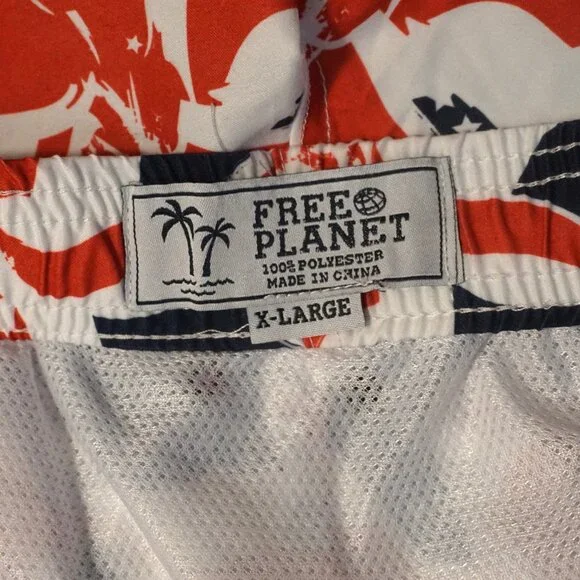 FREE
PLANET
100% POLYESTER
MADE IN CHINA
X-LARGE